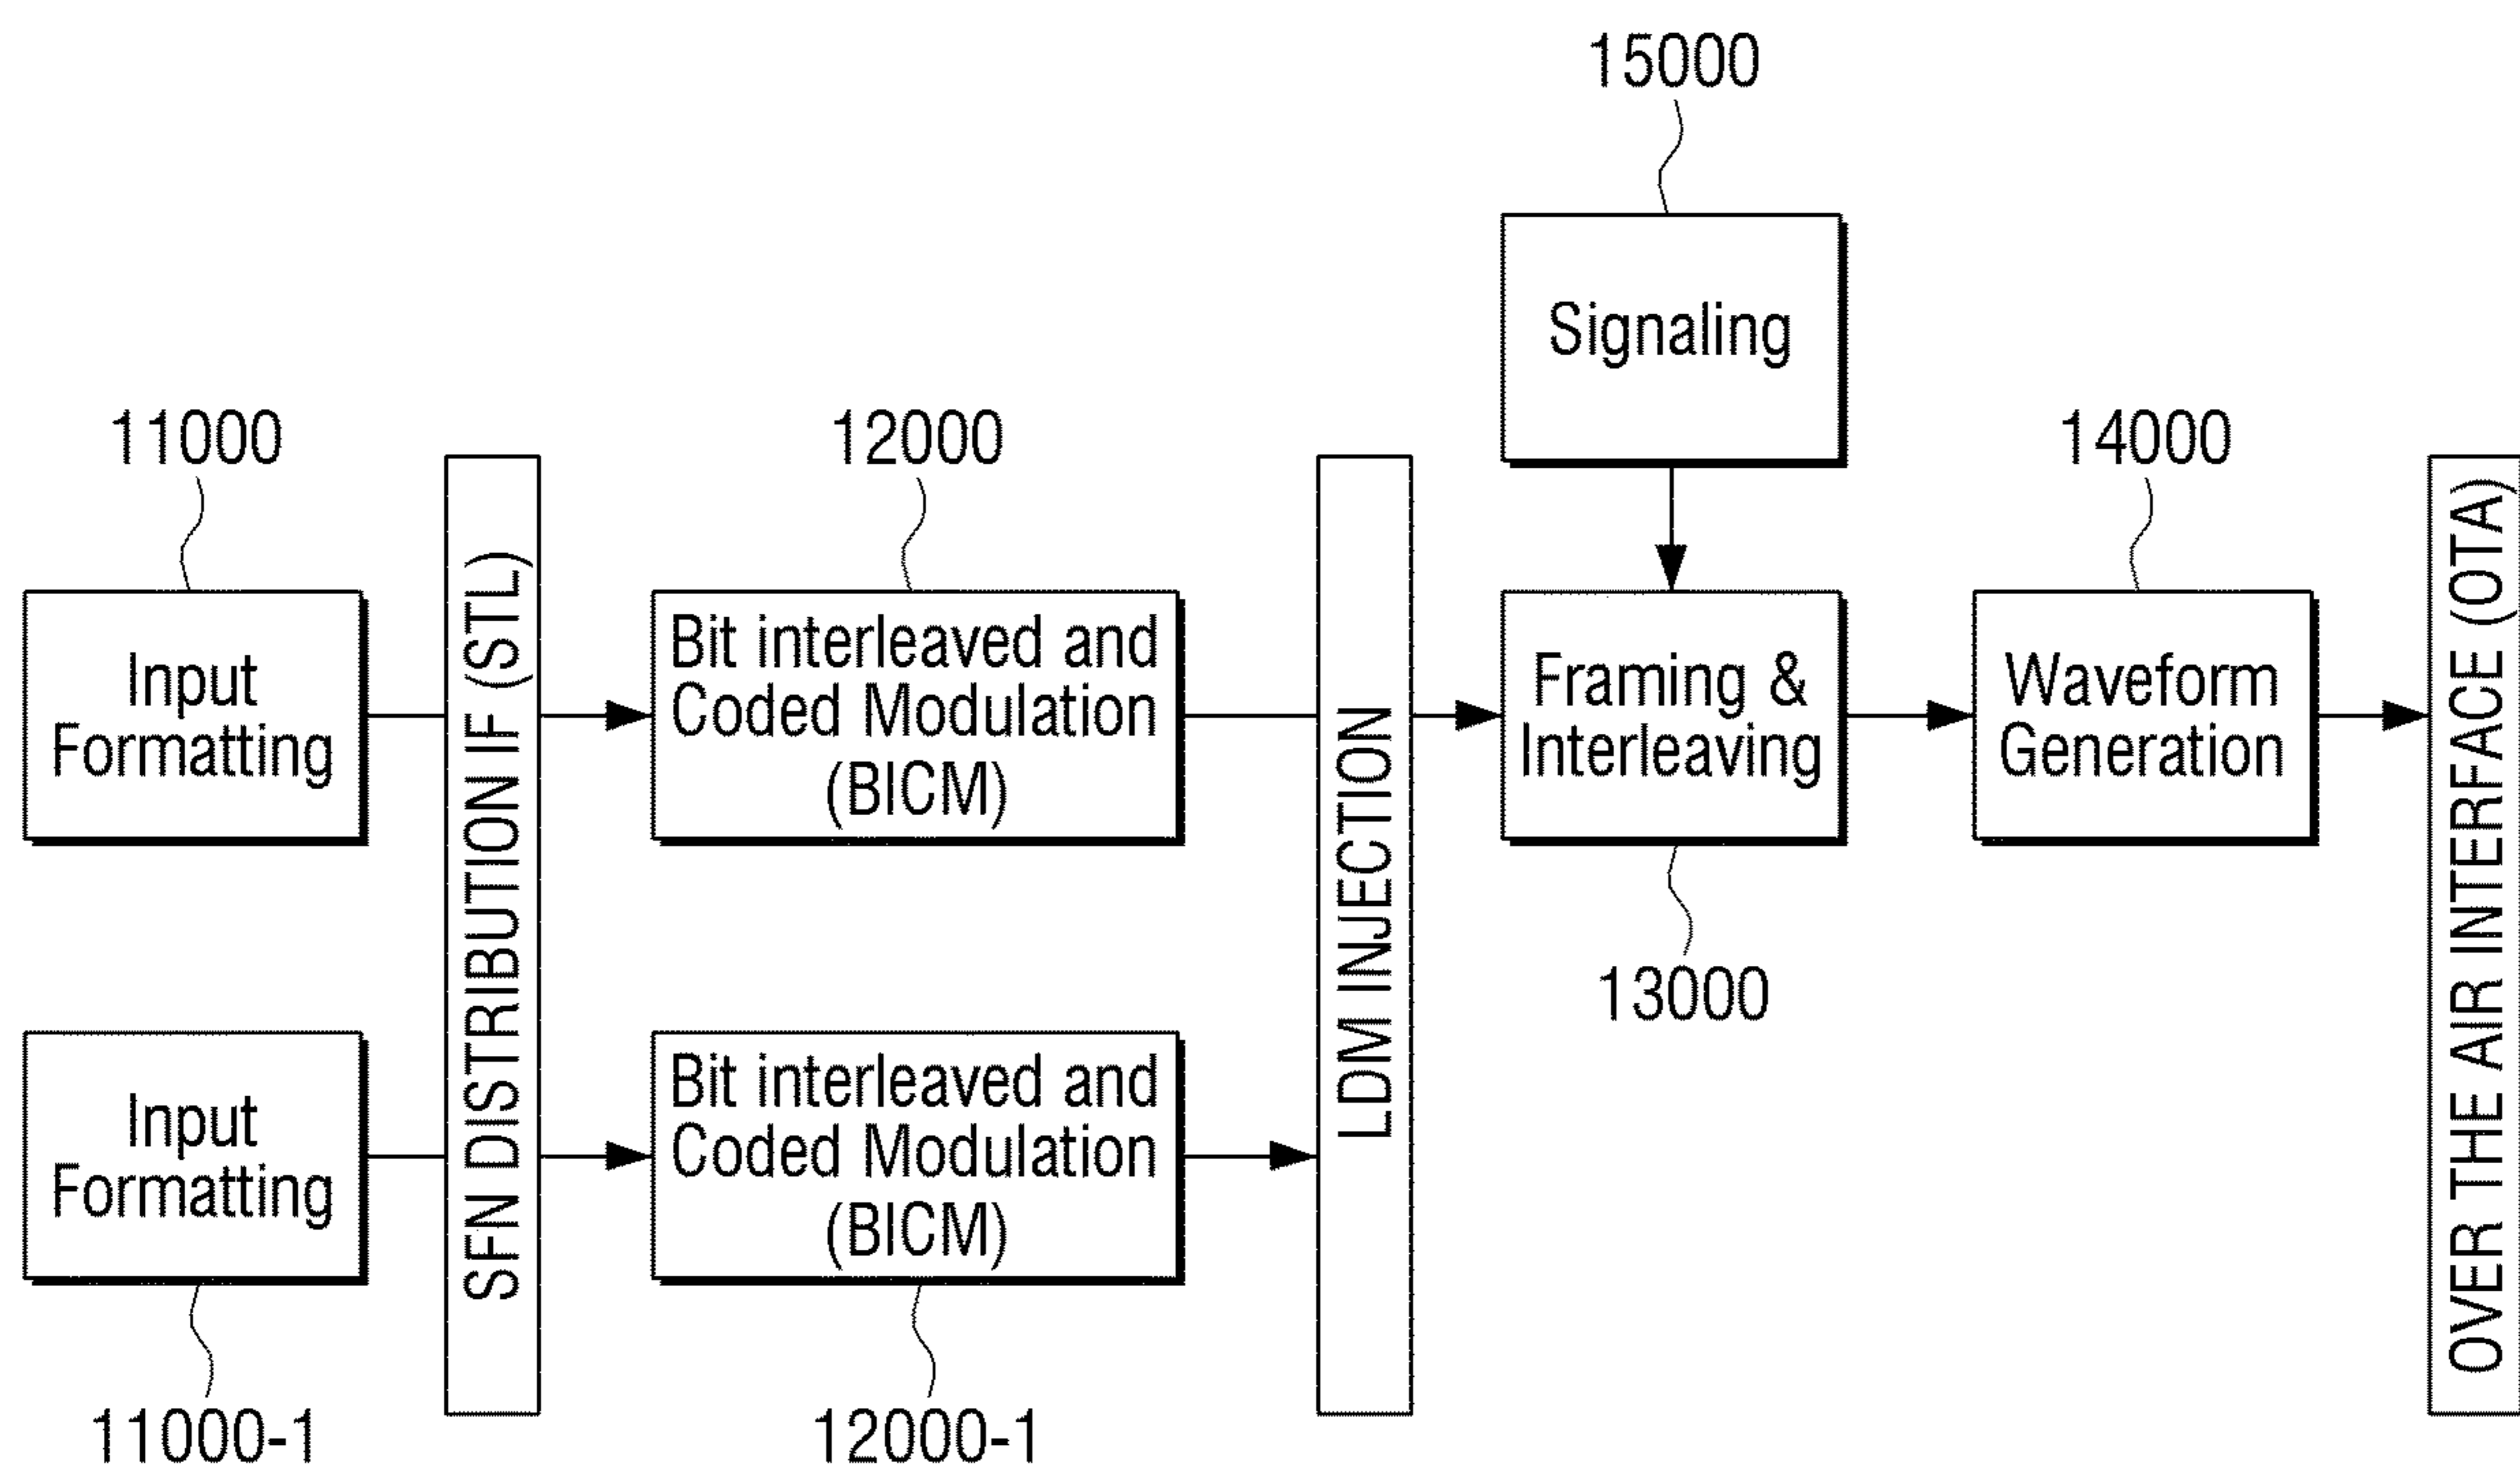 15000
Signaling
11000
12000
14000
Input
Formatting
SFN DISTRIBUTION IF (STL)
Bit interleaved and
Coded Modulation
(BICM)
LDM INJECTION
Framing &
Interleaving
Waveform
Generation
OVER THE AIR INTERFACE (OTA)
13000
Input
Formatting
Bit interleaved and
Coded Modulation
(BICM)
11000-1
12000-1